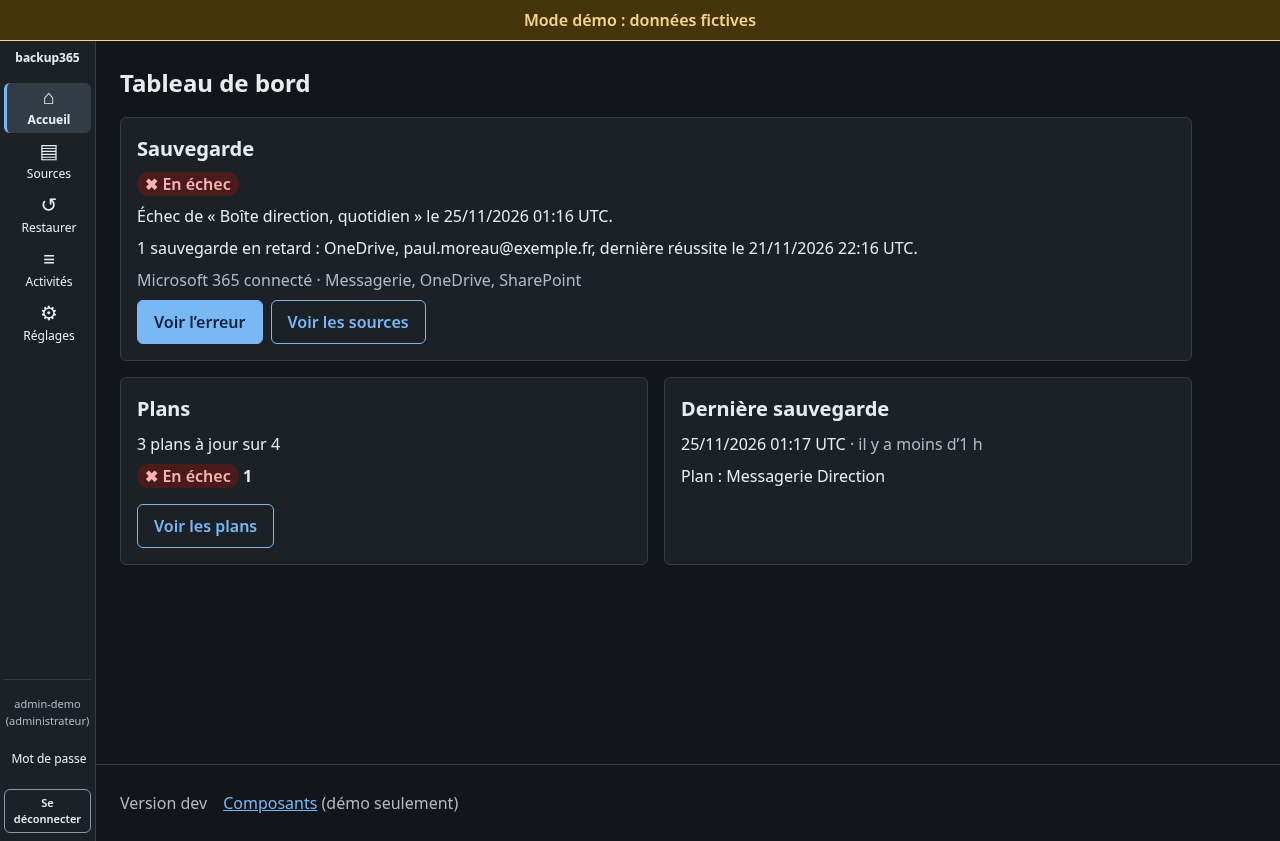 Mode démo : données fictives
backup365
Accueil
Sources
Restaurer
Activités
Réglages
admin-demo
(administrateur)
Mot de passe
Se
déconnecter
Tableau de bord
Sauvegarde
✖ En échec
Échec de « Boîte direction, quotidien » le 25/11/2026 01:16 UTC.
1 sauvegarde en retard : OneDrive, paul.moreau@exemple.fr, dernière réussite le 21/11/2026 22:16 UTC.
Microsoft 365 connecté · Messagerie, OneDrive, SharePoint
Voir l’erreur
Voir les sources
Plans
3 plans à jour sur 4
✖ En échec 1
Voir les plans
Dernière sauvegarde
25/11/2026 01:17 UTC · il y a moins d’1 h
Plan : Messagerie Direction
Version dev Composants (démo seulement)